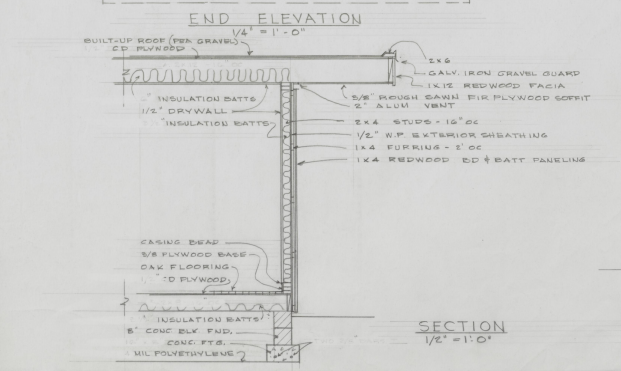 END ELEVATION
1/4" = 1'-0"
BUILT-UP ROOF (PEA GRAVEL)
CD PLYWOOD
2x6
GALV. IRON GRAVEL GUARD
1x12 REDWOOD FACIA
5/8" ROUGH SAWN FIR PLYWOOD SOFFIT
2" ALUM VENT
" INSULATION BATTS
1/2" DRYWALL
" INSULATION BATTS
2x4 STUDS - 16" OC
1/2" W.P. EXTERIOR SHEATHING
1x4 FURRING - 2' OC
1x4 REDWOOD BD & BATT PANELING
CASING BEAD
3/8 PLYWOOD BASE
OAK FLOORING
CD PLYWOOD
" INSULATION BATTS
8" CONC BLK FND.
CONC. FTG.
MIL POLYETHYLENE
SECTION
1/2" = 1'-0"